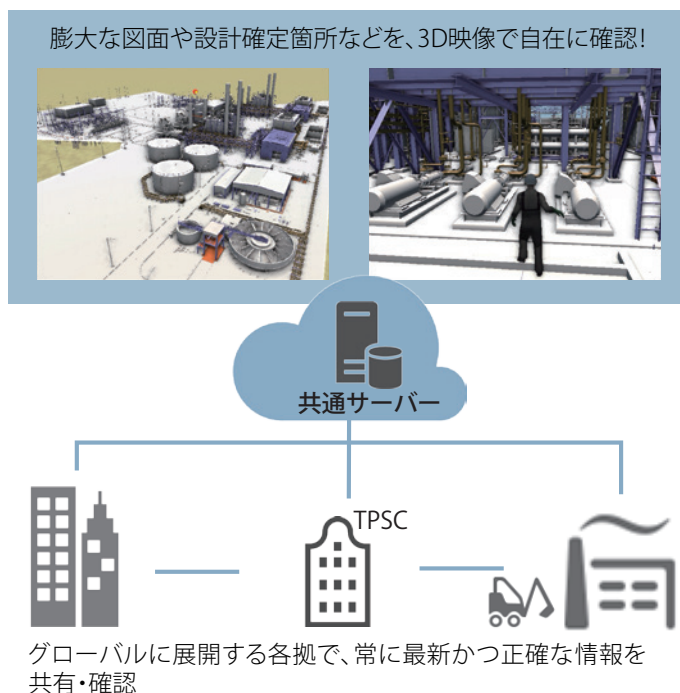 膨大な図面や設計確定箇所などを、3D映像で自在に確認!
共通サーバー
TPSC
グローバルに展開する各拠で、常に最新かつ正確な情報を
共有・確認